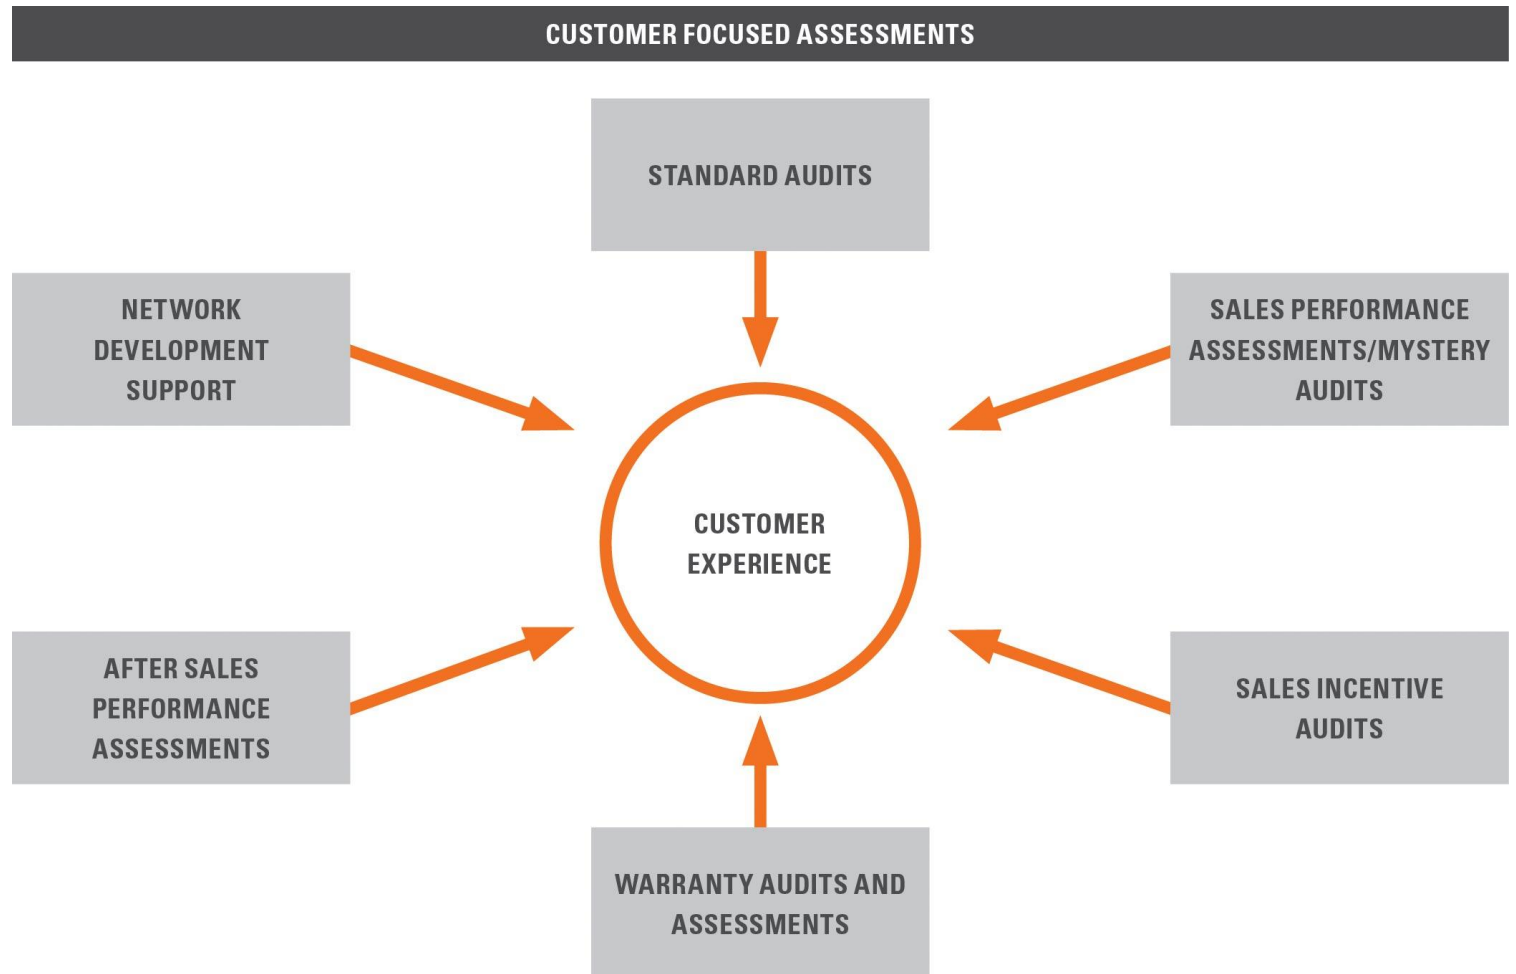 CUSTOMER FOCUSED ASSESSMENTS
STANDARD AUDITS
NETWORK
DEVELOPMENT
SUPPORT
SALES PERFORMANCE
ASSESSMENTS/MYSTERY
AUDITS
CUSTOMER
EXPERIENCE
AFTER SALES
PERFORMANCE
ASSESSMENTS
SALES INCENTIVE
AUDITS
WARRANTY AUDITS AND
ASSESSMENTS